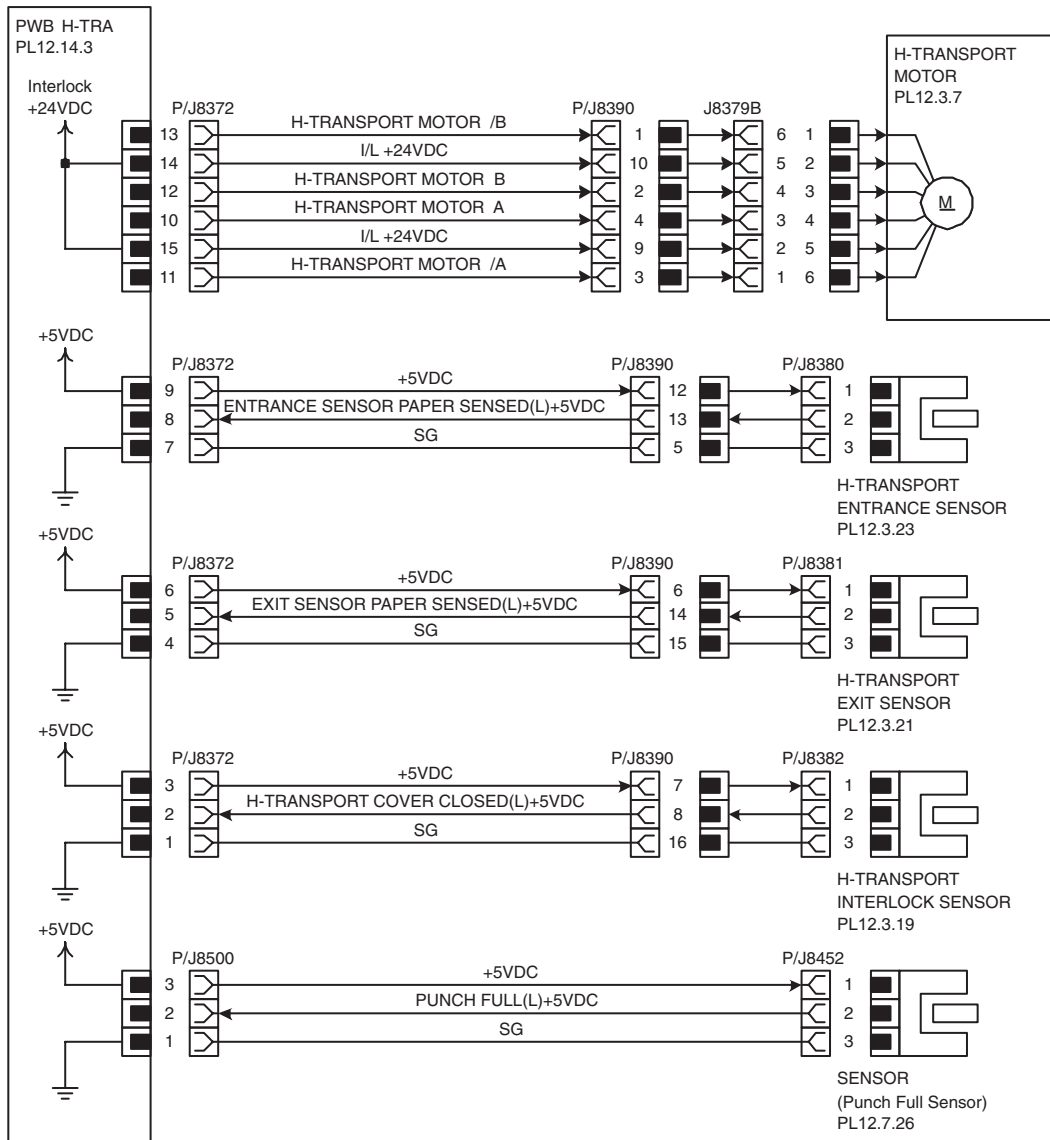 PWB H-TRA
PL12.14.3
Interlock
+24VDC
H-TRANSPORT
MOTOR
PL12.3.7
P/J8372 P/J8390 J8379B
13 H-TRANSPORT MOTOR /B 1 6 1
14 I/L +24VDC 10 5 2
12 H-TRANSPORT MOTOR B 2 4 3
10 H-TRANSPORT MOTOR A 4 3 4
15 I/L +24VDC 9 2 5
11 H-TRANSPORT MOTOR /A 3 1 6
M
+5VDC
P/J8372 P/J8390 P/J8380
9 +5VDC 12 1
8 ENTRANCE SENSOR PAPER SENSED(L)+5VDC 13 2
7 SG 5 3
H-TRANSPORT
ENTRANCE SENSOR
PL12.3.23
+5VDC
P/J8372 P/J8390 P/J8381
6 +5VDC 6 1
5 EXIT SENSOR PAPER SENSED(L)+5VDC 14 2
4 SG 15 3
H-TRANSPORT
EXIT SENSOR
PL12.3.21
+5VDC
P/J8372 P/J8390 P/J8382
3 +5VDC 7 1
2 H-TRANSPORT COVER CLOSED(L)+5VDC 8 2
1 SG 16 3
H-TRANSPORT
INTERLOCK SENSOR
PL12.3.19
+5VDC
P/J8500 P/J8452
3 +5VDC 1
2 PUNCH FULL(L)+5VDC 2
1 SG 3
SENSOR
(Punch Full Sensor)
PL12.7.26